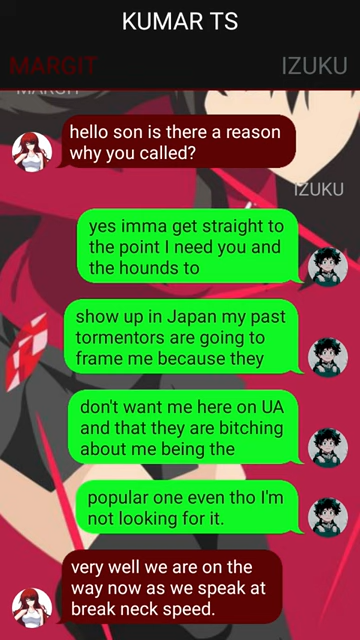 KUMAR TS
MARGIT
IZUKU
MARGIT
hello son is there a reason
why you called?
IZUKU
yes imma get straight to
the point I need you and
the hounds to
show up in Japan my past
tormentors are going to
frame me because they
don't want me here on UA
and that they are bitching
about me being the
popular one even tho I'm
not looking for it.
very well we are on the
way now as we speak at
break neck speed.